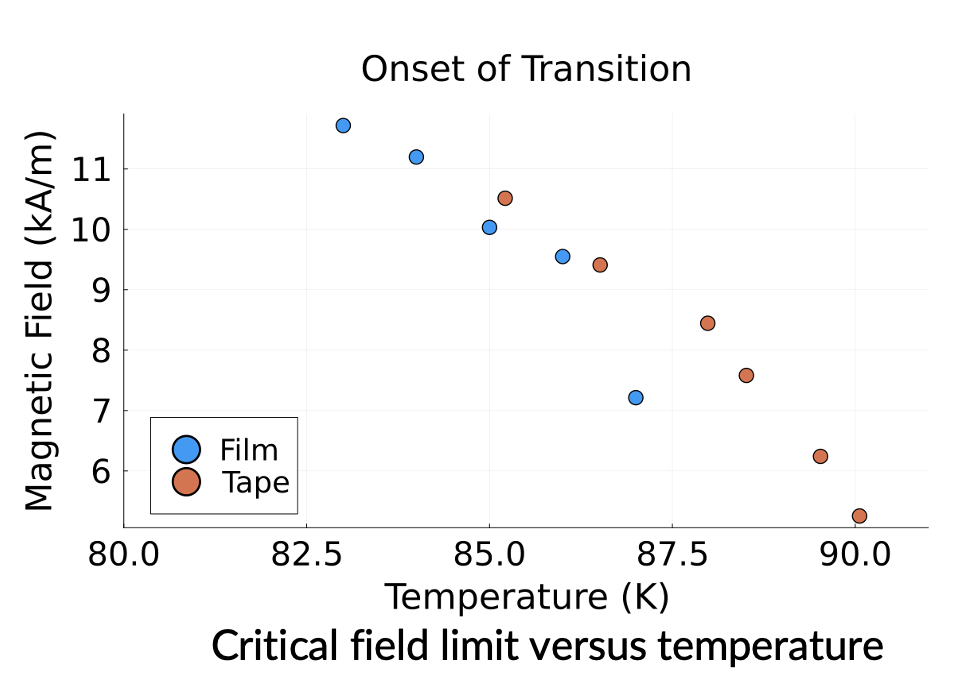 Onset of Transition
Magnetic Field (kA/m)
11
10
9
8
7
6
Film
Tape
80.0 82.5 85.0 87.5 90.0
Temperature (K)
Critical field limit versus temperature